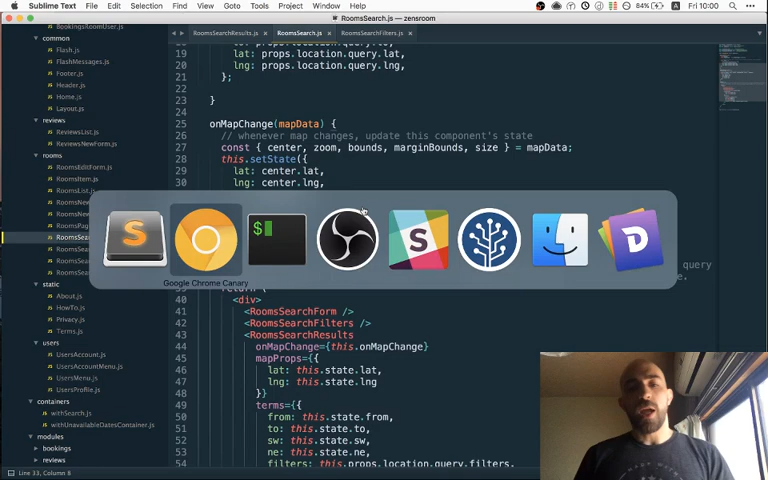 Sublime Text File Edit Selection Find View Goto Tools Project Window Help
84% Fri 10:00
RoomsSearch.js — zensroom
RoomsSearchResults.js × RoomsSearch.js × RoomsSearchFilters.js ×
BookingsRoomUser.js
common
Flash.js
FlashMessages.js
Footer.js
Header.js
Home.js
Layout.js
reviews
ReviewsList.js
ReviewsNewForm.js
rooms
RoomsEditForm.js
RoomsItem.js
RoomsList.js
RoomsNew
RoomsNew
RoomsPag
RoomsSea
RoomsSea
RoomsSea
RoomsSea
static
About.js
HowTo.js
Privacy.js
Terms.js
users
UsersAccount.js
UsersAccountMenu.js
UsersMenu.js
UsersProfile.js
containers
withSearch.js
withUnavailableDatesContainer.js
modules
bookings
reviews
19 lat: props.location.query.lat,
20 lng: props.location.query.lng,
21 };
22
23 }
24
25 onMapChange(mapData) {
26 // whenever map changes, update this component's state
27 const { center, zoom, bounds, marginBounds, size } = mapData;
28 this.setState({
29 lat: center.lat,
30 lng: center.lng,
S
$
S
D
Google Chrome Canary
query
40 <div>
41 <RoomsSearchForm />
42 <RoomsSearchFilters />
43 <RoomsSearchResults
44 onMapChange={this.onMapChange}
45 mapProps={{
46 lat: this.state.lat,
47 lng: this.state.lng
48 }}
49 terms={{
50 from: this.state.from,
51 to: this.state.to,
52 sw: this.state.sw,
53 ne: this.state.ne,
54 filters: this.props.location.query.filters,
Line 33, Column 8